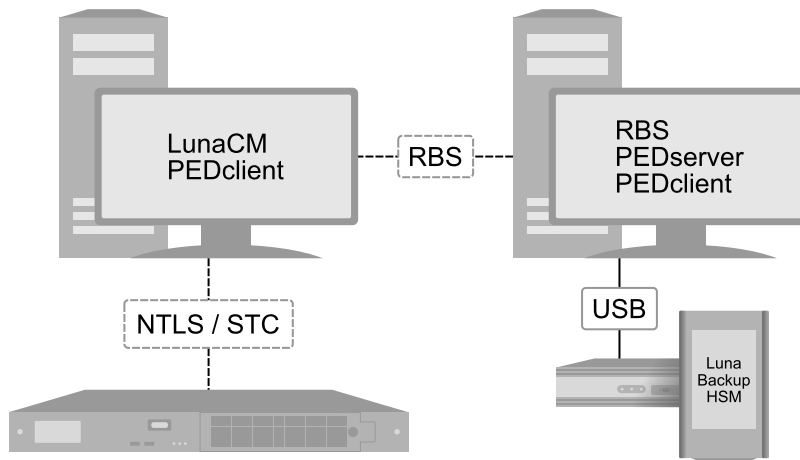 LunaCM
PEDclient
RBS
RBS
PEDserver
PEDclient
NTLS / STC
USB
Luna
Backup
HSM